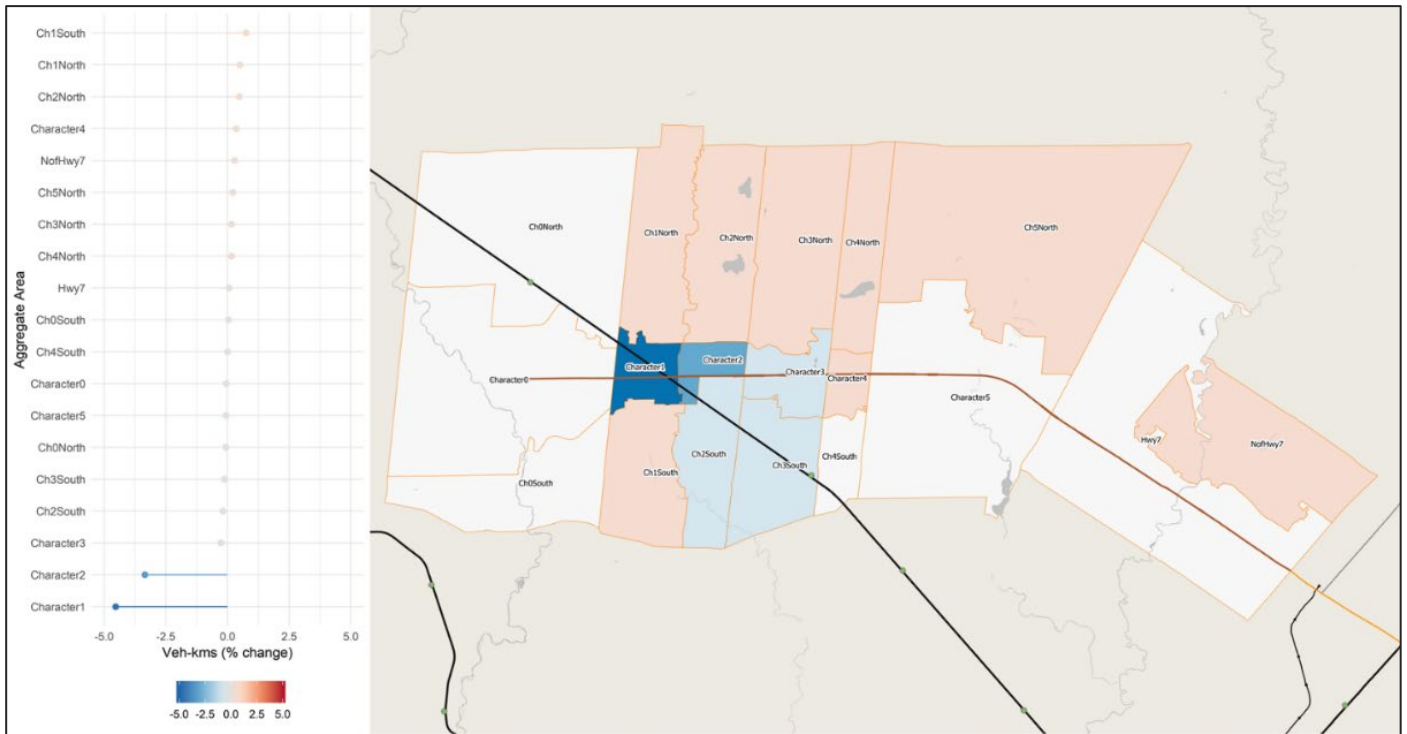 Ch1South
Ch1North
Ch2North
Character4
NofHwy7
Ch5North
Ch3North
Ch4North
Hwy7
Ch0South
Ch4South
Character0
Character5
Ch0North
Ch3South
Ch2South
Character3
Character2
Character1
Aggregate Area
-5.0 -2.5 0.0 2.5 5.0
Veh-kms (% change)
-5.0 -2.5 0.0 2.5 5.0
Ch0North
Ch1North
Ch2North
Ch3North
Ch4North
Ch5North
Character0
Character1
Character2
Character3
Character4
Character5
Hwy7
NofHwy7
Ch0South
Ch1South
Ch2South
Ch3South
Ch4South